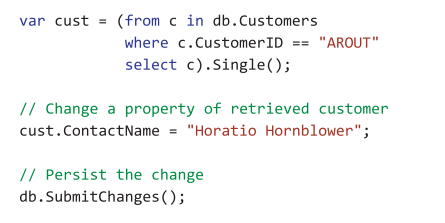 var cust = (from c in db.Customers
where c.CustomerID == "AROUT"
select c).Single();
// Change a property of retrieved customer
cust.ContactName = "Horatio Hornblower";
// Persist the change
db.SubmitChanges();